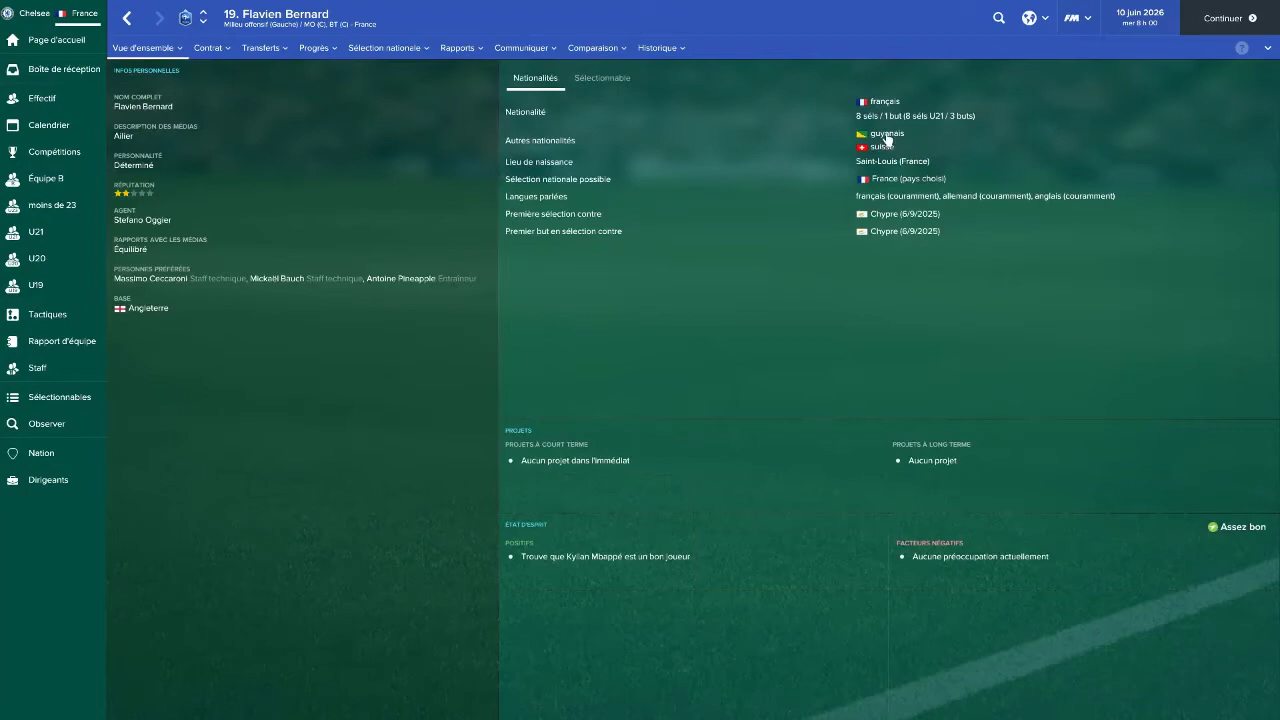 Chelsea
France
19. Flavien Bernard
Milieu offensif (Gauche) / MO (C), BT (C) - France
FM
10 juin 2026
mer 8 h 00
Continuer
Page d'accueil
Boîte de réception
Effectif
Calendrier
Compétitions
Équipe B
moins de 23
U21
U20
U19
Tactiques
Rapport d'équipe
Staff
Sélectionnables
Observer
Nation
Dirigeants
Vue d'ensemble
Contrat
Transferts
Progrès
Sélection nationale
Rapports
Communiquer
Comparaison
Historique
?
INFOS PERSONNELLES
NOM COMPLET
Flavien Bernard
DESCRIPTION DES MÉDIAS
Ailier
PERSONNALITÉ
Déterminé
RÉPUTATION
AGENT
Stefano Oggier
RAPPORTS AVEC LES MÉDIAS
Équilibré
PERSONNES PRÉFÉRÉES
Massimo Ceccaroni Staff technique, Mickaël Bauch Staff technique, Antoine Pineapple Entraîneur
BASE
Angleterre
Nationalités
Sélectionnable
Nationalité
français
8 séls / 1 but (8 séls U21 / 3 buts)
Autres nationalités
guyanais
suisse
Lieu de naissance
Saint-Louis (France)
Sélection nationale possible
France (pays choisi)
Langues parlées
français (couramment), allemand (couramment), anglais (couramment)
Première sélection contre
Chypre (6/9/2025)
Premier but en sélection contre
Chypre (6/9/2025)
PROJETS
PROJETS À COURT TERME
Aucun projet dans l'immédiat
PROJETS À LONG TERME
Aucun projet
ÉTAT D'ESPRIT
Assez bon
POSITIFS
Trouve que Kylian Mbappé est un bon joueur
FACTEURS NÉGATIFS
Aucune préoccupation actuellement